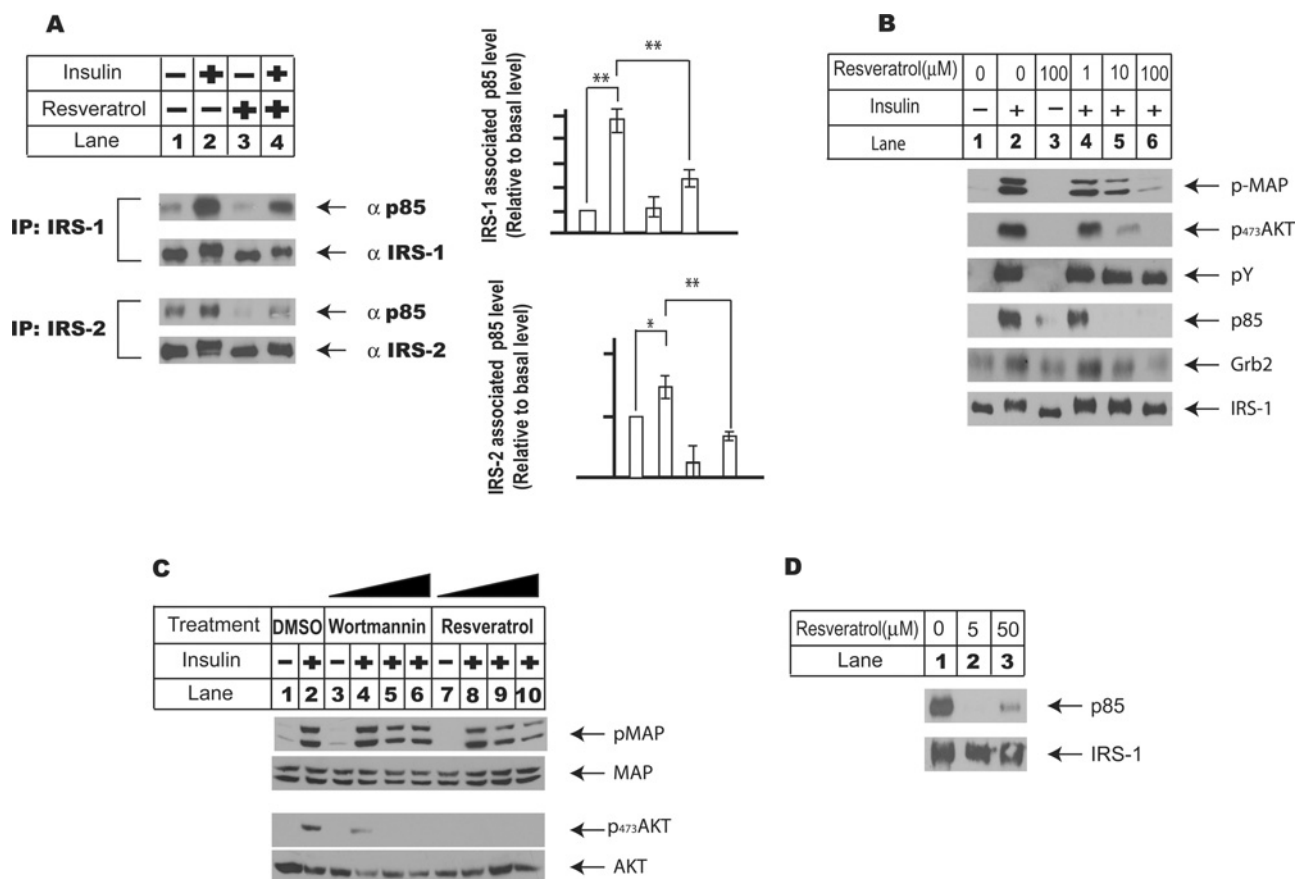 A
Insulin − + − +
Resveratrol − − + +
Lane 1 2 3 4
IP: IRS-1
α p85
α IRS-1
IP: IRS-2
α p85
α IRS-2
IRS-1 associated p85 level
(Relative to basal level)
**
**
IRS-2 associated p85 level
(Relative to basal level)
*
**
B
Resveratrol(μM) 0 0 100 1 10 100
Insulin − + − + + +
Lane 1 2 3 4 5 6
p-MAP
p473AKT
pY
p85
Grb2
IRS-1
C
Treatment DMSO Wortmannin Resveratrol
Insulin − + − + + + − + + +
Lane 1 2 3 4 5 6 7 8 9 10
pMAP
MAP
p473AKT
AKT
D
Resveratrol(μM) 0 5 50
Lane 1 2 3
p85
IRS-1